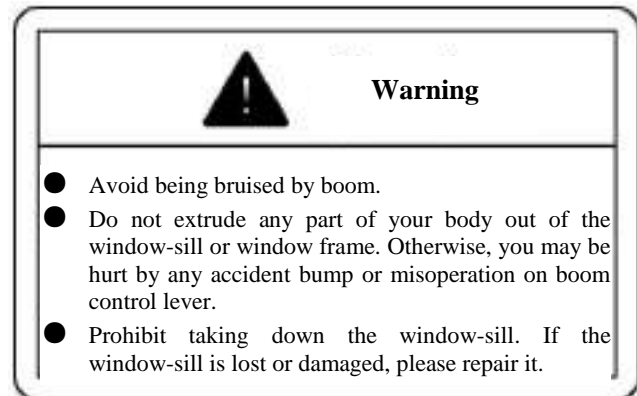 Warning
● Avoid being bruised by boom.
● Do not extrude any part of your body out of the
window-sill or window frame. Otherwise, you may be
hurt by any accident bump or misoperation on boom
control lever.
● Prohibit taking down the window-sill. If the
window-sill is lost or damaged, please repair it.